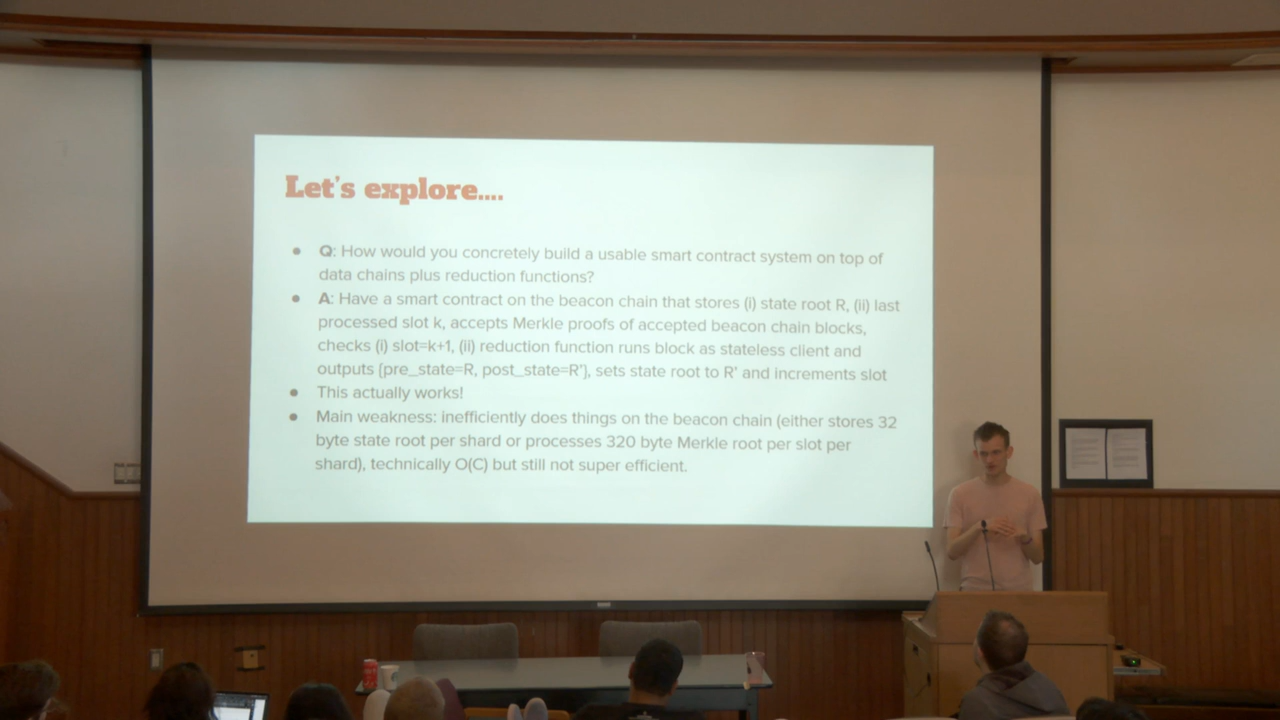 Let's explore....
● Q: How would you concretely build a usable smart contract system on top of
data chains plus reduction functions?
● A: Have a smart contract on the beacon chain that stores (i) state root R, (ii) last
processed slot k, accepts Merkle proofs of accepted beacon chain blocks,
checks (i) slot=k+1, (ii) reduction function runs block as stateless client and
outputs (pre_state=R, post_state=R'), sets state root to R' and increments slot
● This actually works!
● Main weakness: inefficiently does things on the beacon chain (either stores 32
byte state root per shard or processes 320 byte Merkle root per slot per
shard), technically O(C) but still not super efficient.